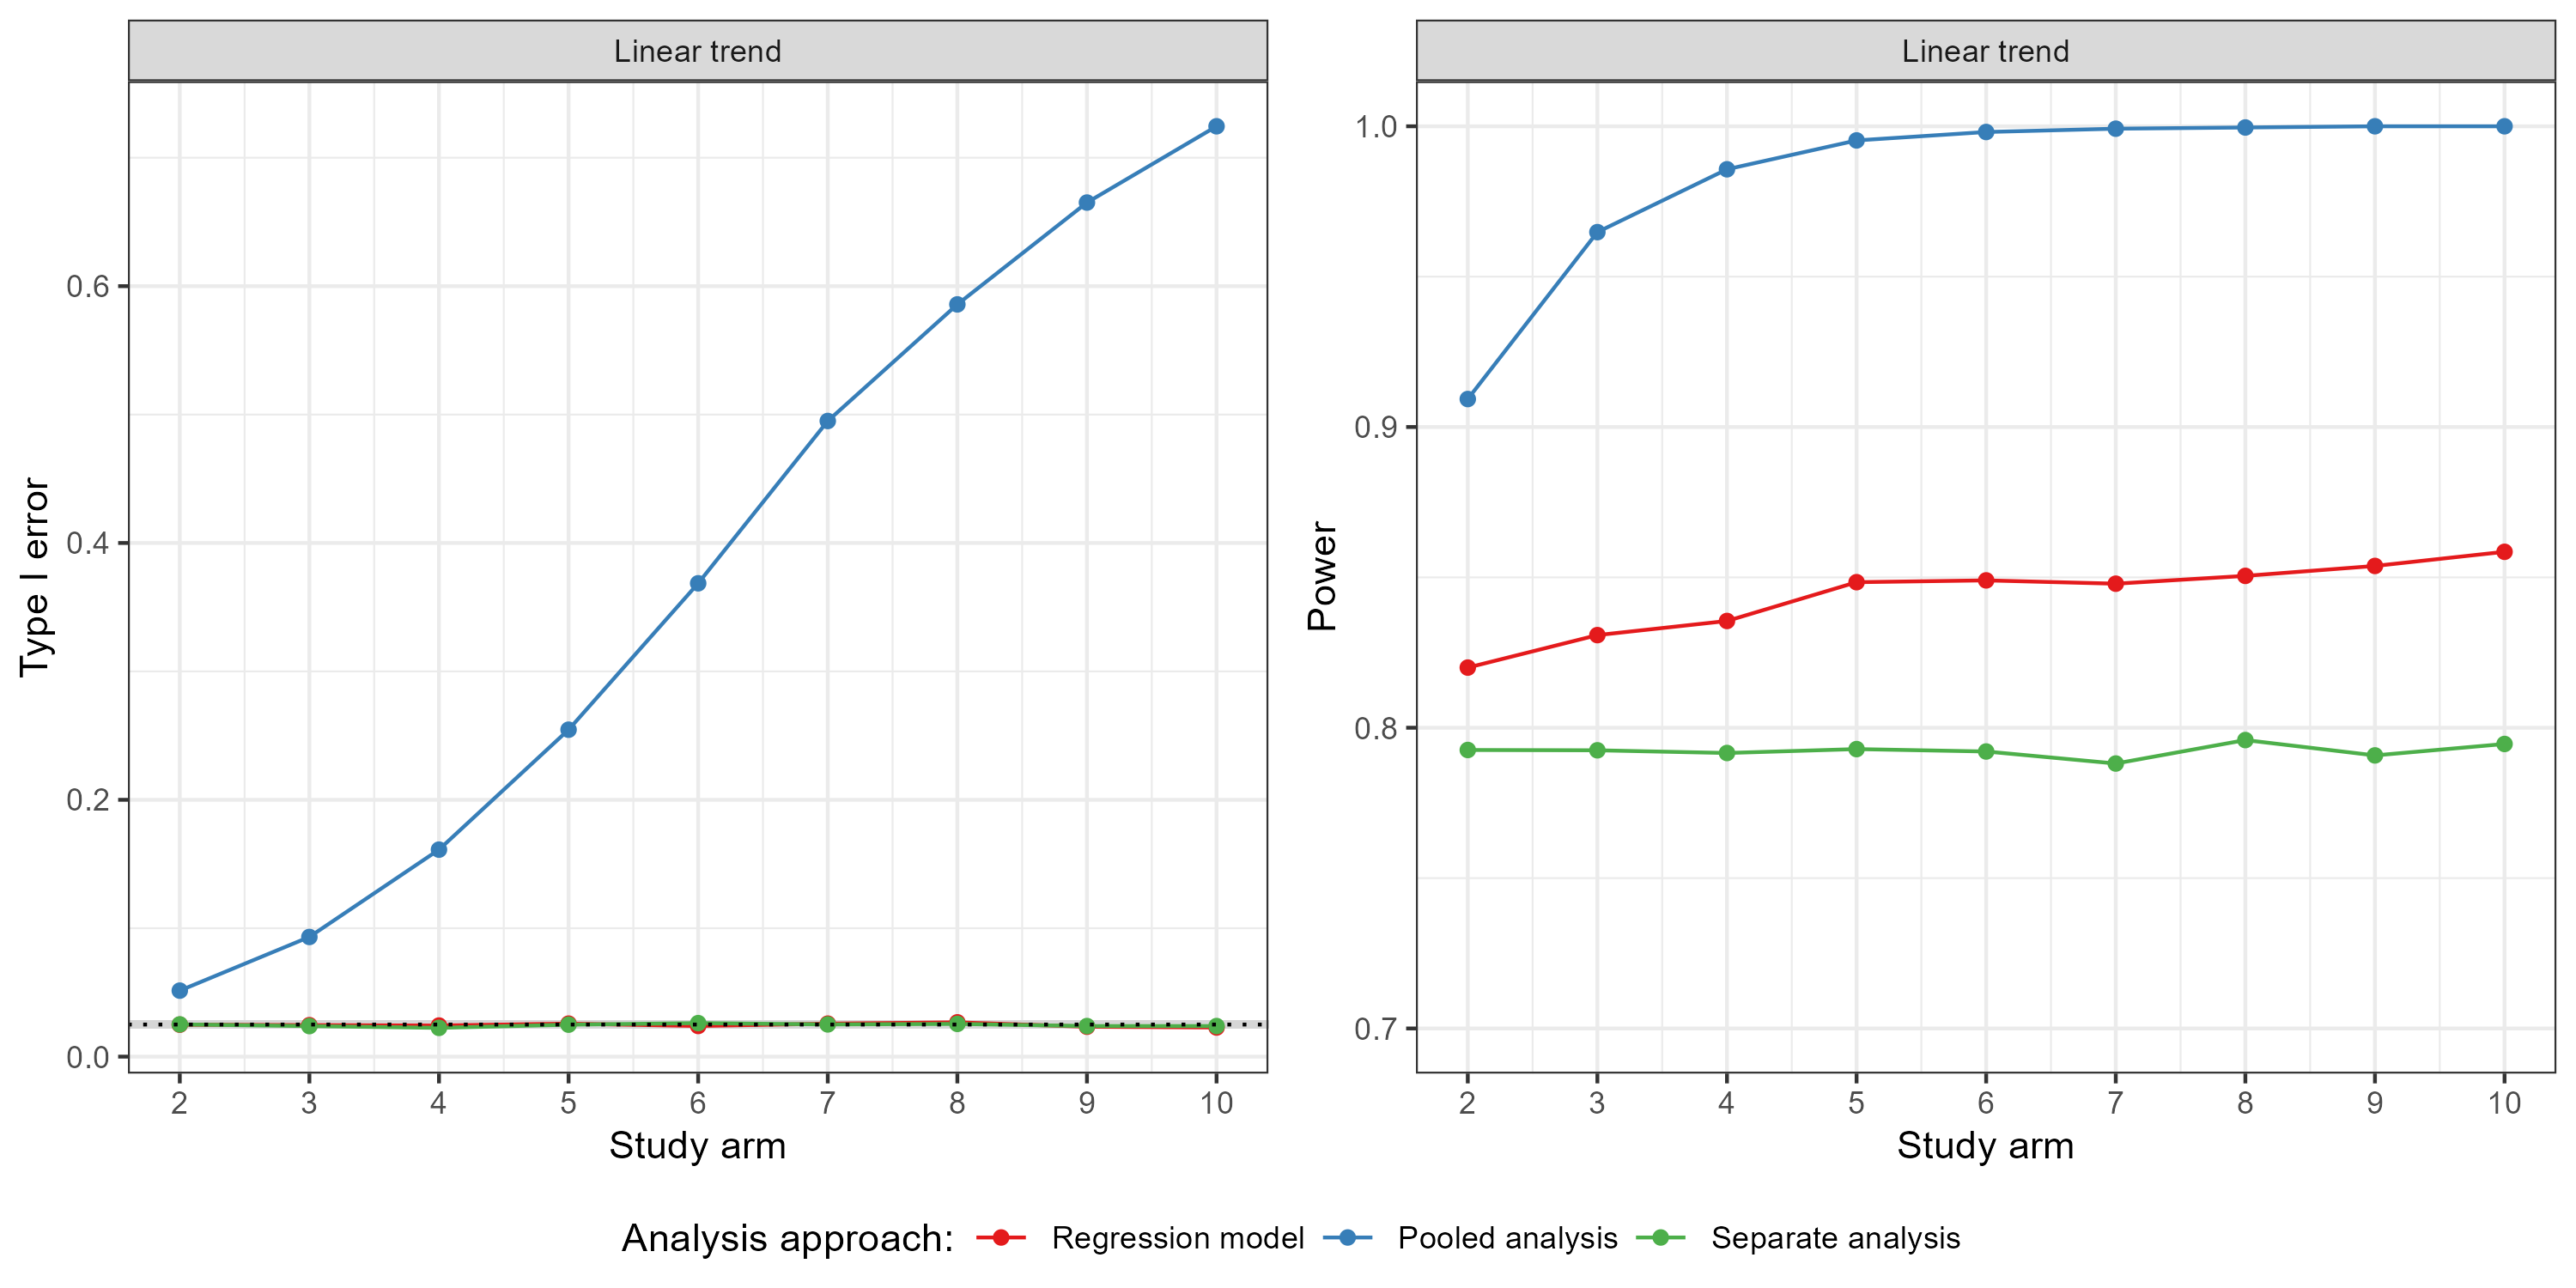 Linear trend
Type I error
0.6
0.4
0.2
0.0
2 3 4 5 6 7 8 9 10
Study arm
Linear trend
Power
1.0
0.9
0.8
0.7
2 3 4 5 6 7 8 9 10
Study arm
Analysis approach: Regression model Pooled analysis Separate analysis